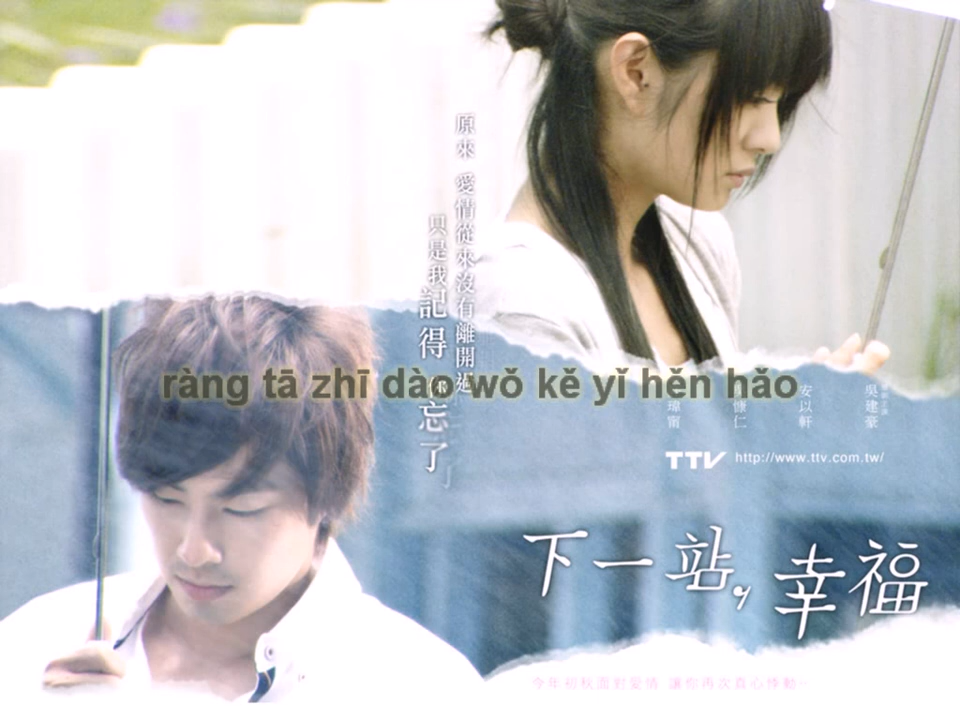 原來 愛情從來沒有離開過
只是我記得 你忘了
ràng tā zhī dào wǒ kě yǐ hěn hǎo
安以軒
吳建豪
TTV http://www.ttv.com.tw/
下一站,幸福
今年初秋面對愛情 讓你再次真心悸動…